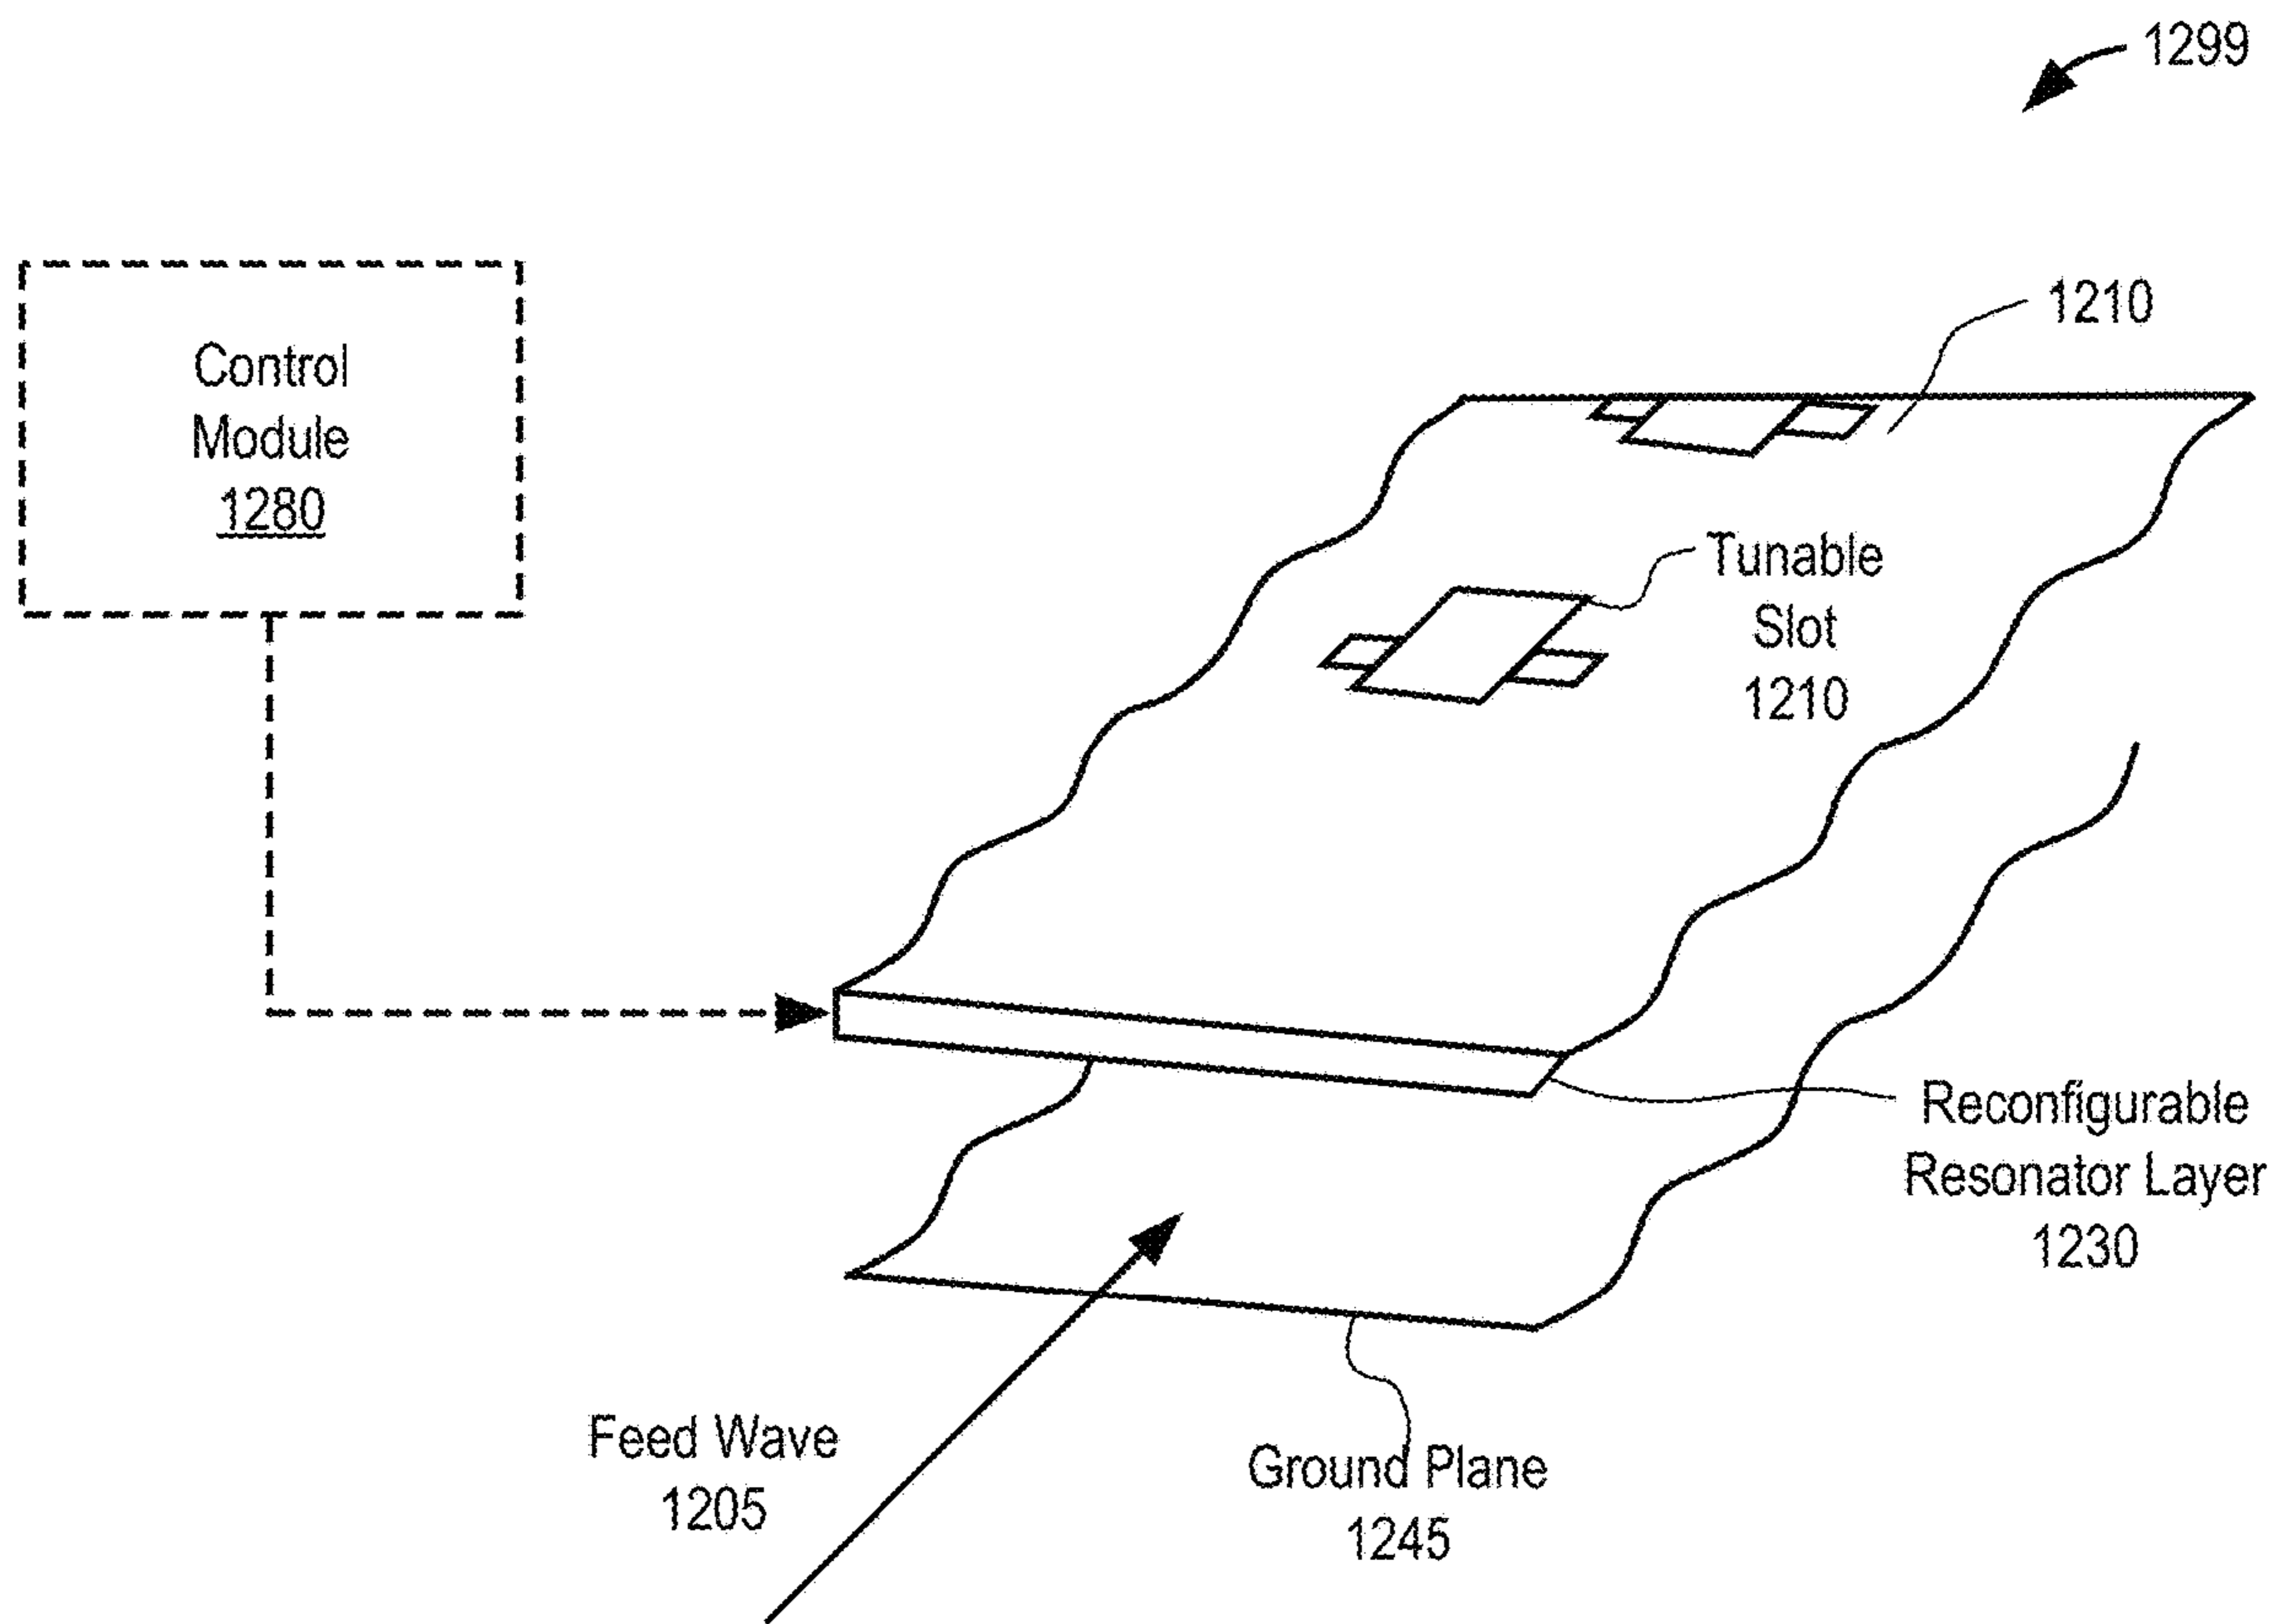 1299
1210
Control
Module
1280
Tunable
Slot
1210
Reconfigurable
Resonator Layer
1230
Feed Wave
1205
Ground Plane
1245